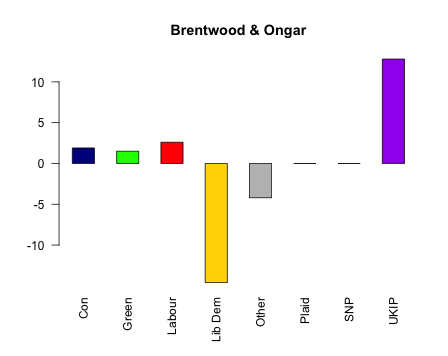 Brentwood & Ongar
10
5
0
-5
-10
Con
Green
Labour
Lib Dem
Other
Plaid
SNP
UKIP